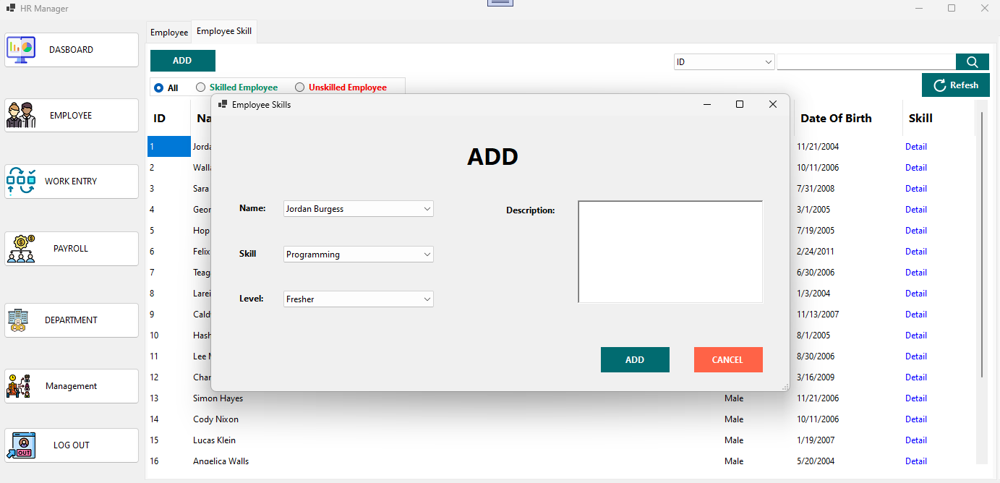 HR Manager
DASBOARD
EMPLOYEE
WORK ENTRY
PAYROLL
DEPARTMENT
Management
LOG OUT
Employee Employee Skill
ADD ID
All Skilled Employee Unskilled Employee Refesh
ID Na Date Of Birth Skill
1 Jorda 11/21/2004 Detail
2 Walla 10/11/2006 Detail
3 Sara 7/31/2008 Detail
4 Geor 3/1/2005 Detail
5 Hop 7/19/2005 Detail
6 Felix 2/24/2011 Detail
7 Teag 6/30/2006 Detail
8 Larei 1/3/2004 Detail
9 Cald 11/13/2007 Detail
10 Hash 8/1/2005 Detail
11 Lee 8/30/2006 Detail
12 Char 3/16/2009 Detail
13 Simon Hayes Male 11/21/2006 Detail
14 Cody Nixon Male 10/11/2006 Detail
15 Lucas Klein Male 1/19/2007 Detail
16 Angelica Walls Male 5/20/2004 Detail
Employee Skills
ADD
Name: Jordan Burgess
Skill Programming
Level: Fresher
Description:
ADD CANCEL